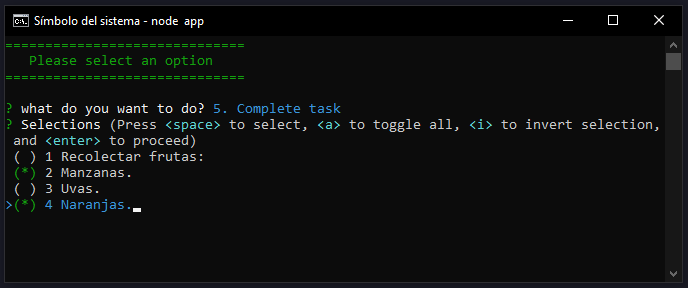 Símbolo del sistema - node app
==============================
Please select an option
==============================
? what do you want to do? 5. Complete task
? Selections (Press <space> to select, <a> to toggle all, <i> to invert selection,
and <enter> to proceed)
( ) 1 Recolectar frutas:
(*) 2 Manzanas.
( ) 3 Uvas.
>(*) 4 Naranjas.